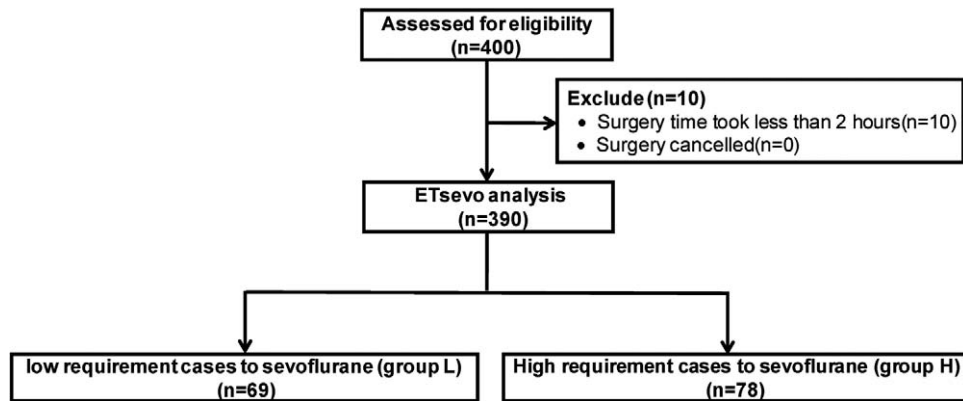 Assessed for eligibility
(n=400)
Exclude (n=10)
• Surgery time took less than 2 hours(n=10)
• Surgery cancelled(n=0)
ETsevo analysis
(n=390)
low requirement cases to sevoflurane (group L)
(n=69)
High requirement cases to sevoflurane (group H)
(n=78)